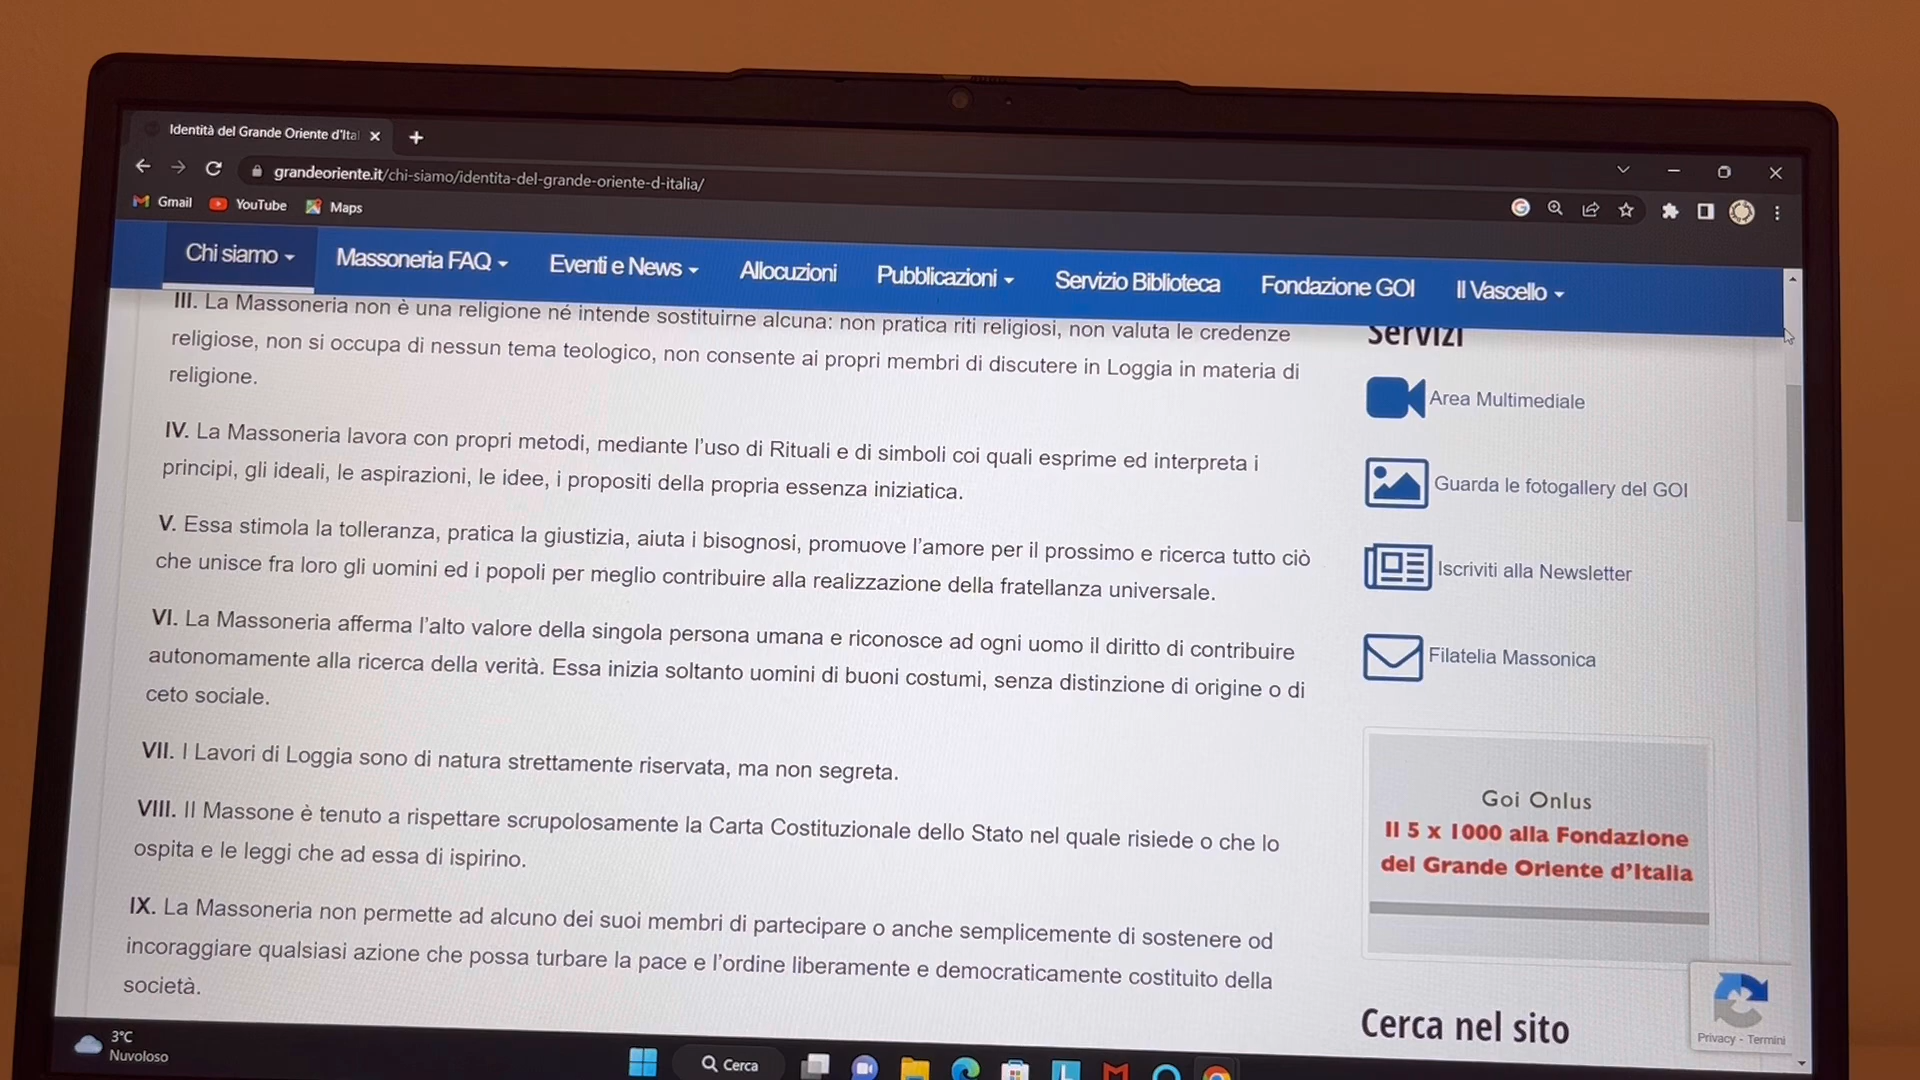 Identità del Grande Oriente d'Ita
grandeoriente.it/chi-siamo/identita-del-grande-oriente-d-italia/
Gmail YouTube Maps
Chi siamo Massoneria FAQ Eventi e News Allocuzioni Pubblicazioni Servizio Biblioteca Fondazione GOI Il Vascello
III. La Massoneria non è una religione né intende sostituirne alcuna: non pratica riti religiosi, non valuta le credenze
religiose, non si occupa di nessun tema teologico, non consente ai propri membri di discutere in Loggia in materia di
religione.
IV. La Massoneria lavora con propri metodi, mediante l'uso di Rituali e di simboli coi quali esprime ed interpreta i
principi, gli ideali, le aspirazioni, le idee, i propositi della propria essenza iniziatica.
V. Essa stimola la tolleranza, pratica la giustizia, aiuta i bisognosi, promuove l'amore per il prossimo e ricerca tutto ciò
che unisce fra loro gli uomini ed i popoli per meglio contribuire alla realizzazione della fratellanza universale.
VI. La Massoneria afferma l'alto valore della singola persona umana e riconosce ad ogni uomo il diritto di contribuire
autonomamente alla ricerca della verità. Essa inizia soltanto uomini di buoni costumi, senza distinzione di origine o di
ceto sociale.
VII. I Lavori di Loggia sono di natura strettamente riservata, ma non segreta.
VIII. Il Massone è tenuto a rispettare scrupolosamente la Carta Costituzionale dello Stato nel quale risiede o che lo
ospita e le leggi che ad essa di ispirino.
IX. La Massoneria non permette ad alcuno dei suoi membri di partecipare o anche semplicemente di sostenere od
incoraggiare qualsiasi azione che possa turbare la pace e l'ordine liberamente e democraticamente costituito della
società.
Servizi
Area Multimediale
Guarda le fotogallery del GOI
Iscriviti alla Newsletter
Filatelia Massonica
Goi Onlus
Il 5 x 1000 alla Fondazione
del Grande Oriente d'Italia
Cerca nel sito
Privacy - Termini
3°C
Nuvoloso
Cerca